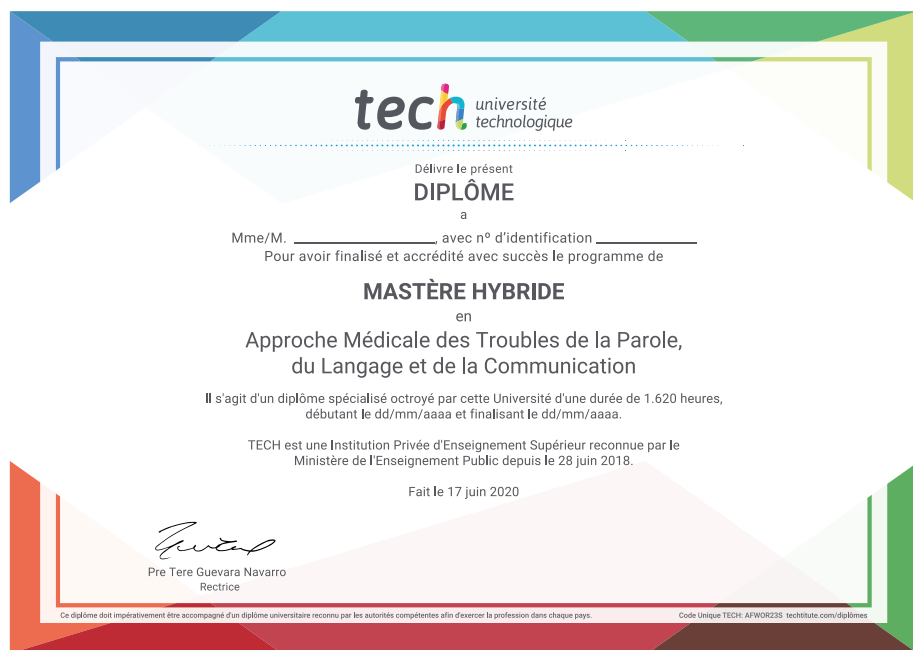 tech université
technologique
Délivre le présent
DIPLÔME
a
Mme/M. ____________________, avec nº d'identification ______________
Pour avoir finalisé et accrédité avec succès le programme de
MASTÈRE HYBRIDE
en
Approche Médicale des Troubles de la Parole,
du Langage et de la Communication
Il s'agit d'un diplôme spécialisé octroyé par cette Université d'une durée de 1.620 heures,
débutant le dd/mm/aaaa et finalisant le dd/mm/aaaa.
TECH est une Institution Privée d'Enseignement Supérieur reconnue par le
Ministère de l'Enseignement Public depuis le 28 juin 2018.
Fait le 17 juin 2020
Pre Tere Guevara Navarro
Rectrice
Ce diplôme doit impérativement être accompagné d'un diplôme universitaire reconnu par les autorités compétentes afin d'exercer la profession dans chaque pays.
Code Unique TECH: AFWOR23S techtitute.com/diplômes